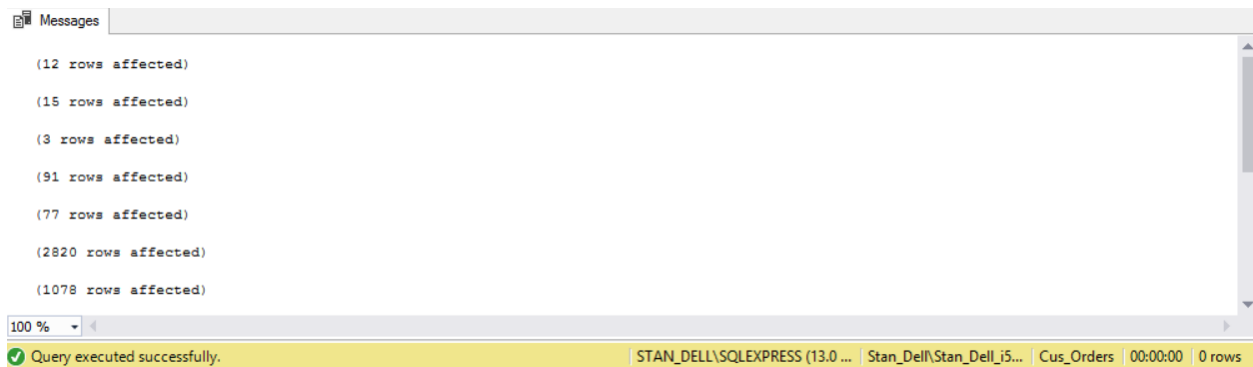 Messages
(12 rows affected)
(15 rows affected)
(3 rows affected)
(91 rows affected)
(77 rows affected)
(2820 rows affected)
(1078 rows affected)
100 %
Query executed successfully. STAN_DELL\SQLEXPRESS (13.0 ... Stan_Dell\Stan_Dell_i5... Cus_Orders 00:00:00 0 rows